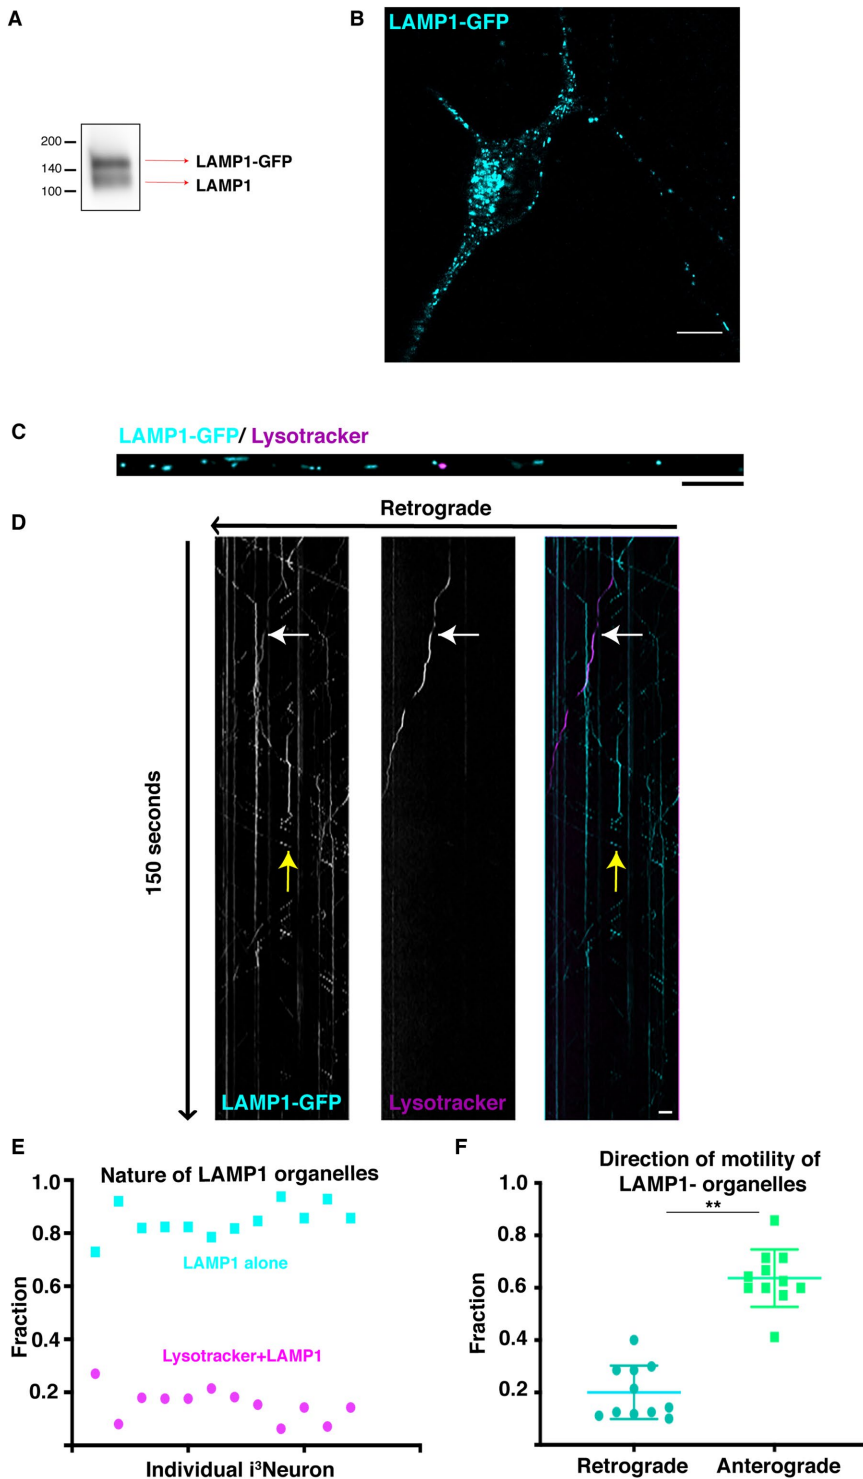 A
200
140
100
LAMP1-GFP
LAMP1
B
LAMP1-GFP
C
LAMP1-GFP/ Lysotracker
D
Retrograde
150 seconds
LAMP1-GFP
Lysotracker
E
Nature of LAMP1 organelles
1.0
0.8
0.6
0.4
0.2
Fraction
LAMP1 alone
Lysotracker+LAMP1
Individual i³Neuron
F
Direction of motility of
LAMP1- organelles
**
1.0
0.8
0.6
0.4
0.2
Fraction
Retrograde
Anterograde